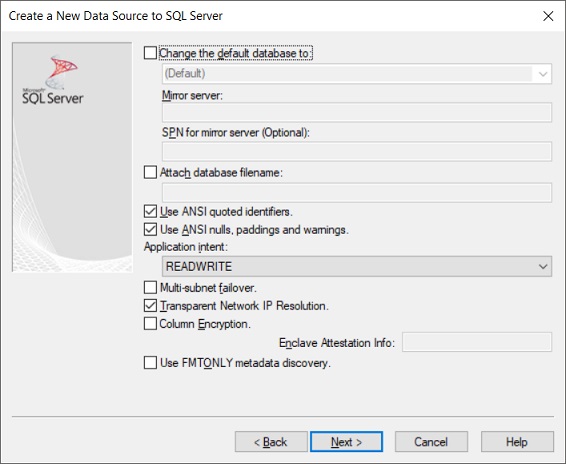 Create a New Data Source to SQL Server
Microsoft
SQL Server
Change the default database to:
(Default)
Mirror server:
SPN for mirror server (Optional):
Attach database filename:
Use ANSI quoted identifiers.
Use ANSI nulls, paddings and warnings.
Application intent:
READWRITE
Multi-subnet failover.
Transparent Network IP Resolution.
Column Encryption.
Enclave Attestation Info:
Use FMTONLY metadata discovery.
< Back Next > Cancel Help